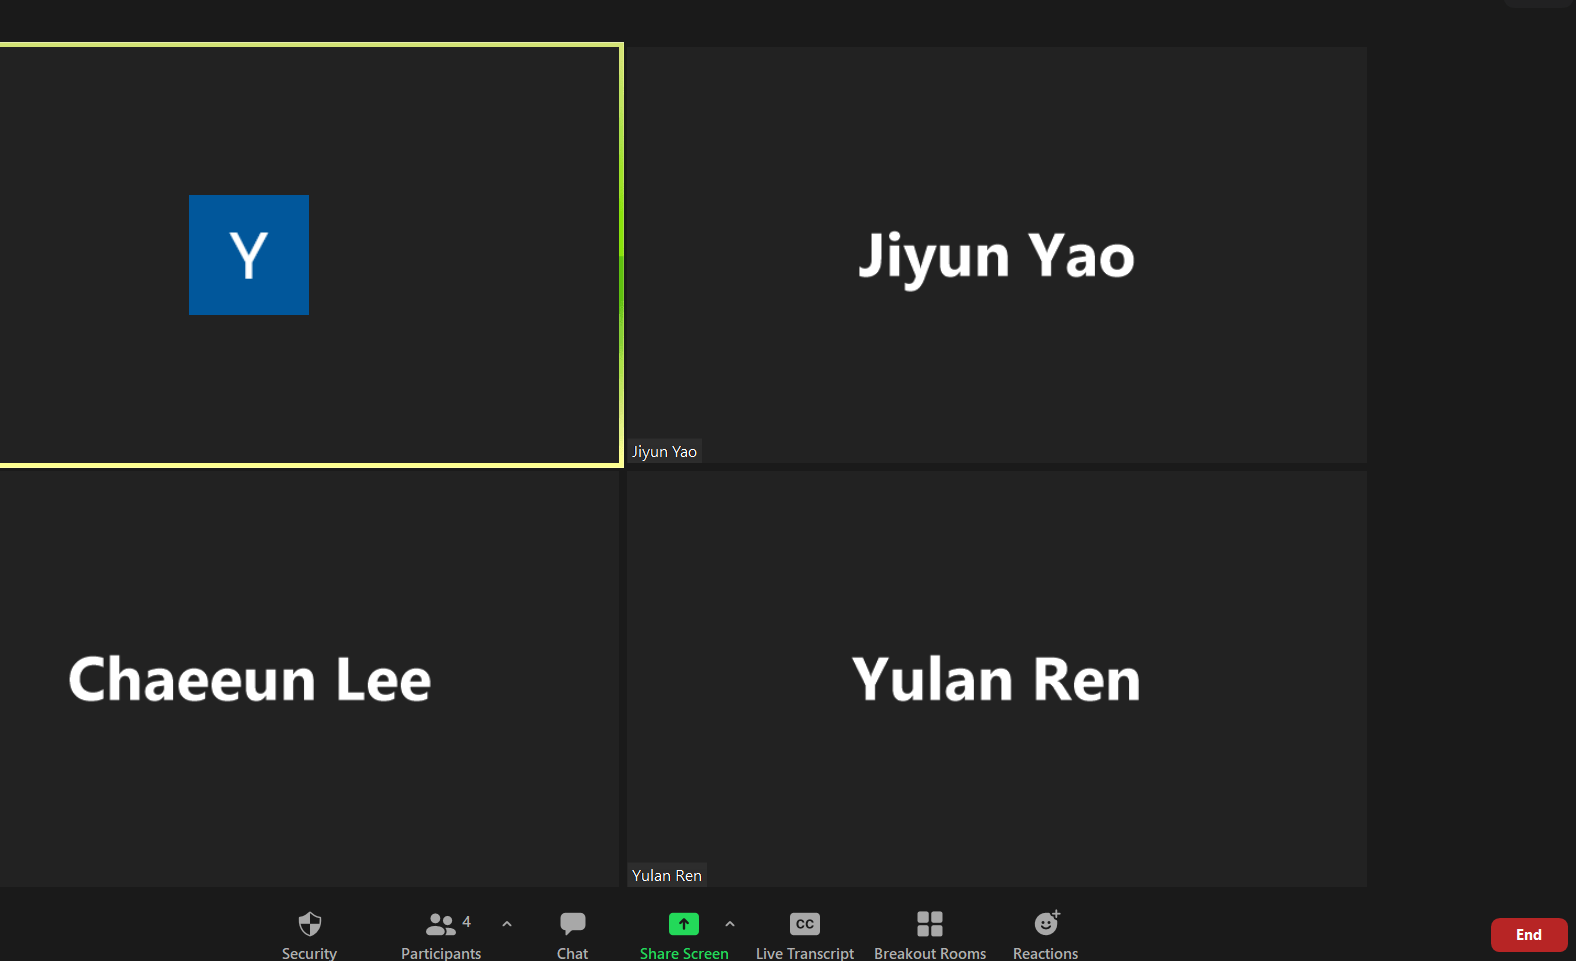 Y
Jiyun Yao
Jiyun Yao
Chaeeun Lee
Yulan Ren
Yulan Ren
Security
4
Participants
Chat
Share Screen
CC
Live Transcript
Breakout Rooms
Reactions
End